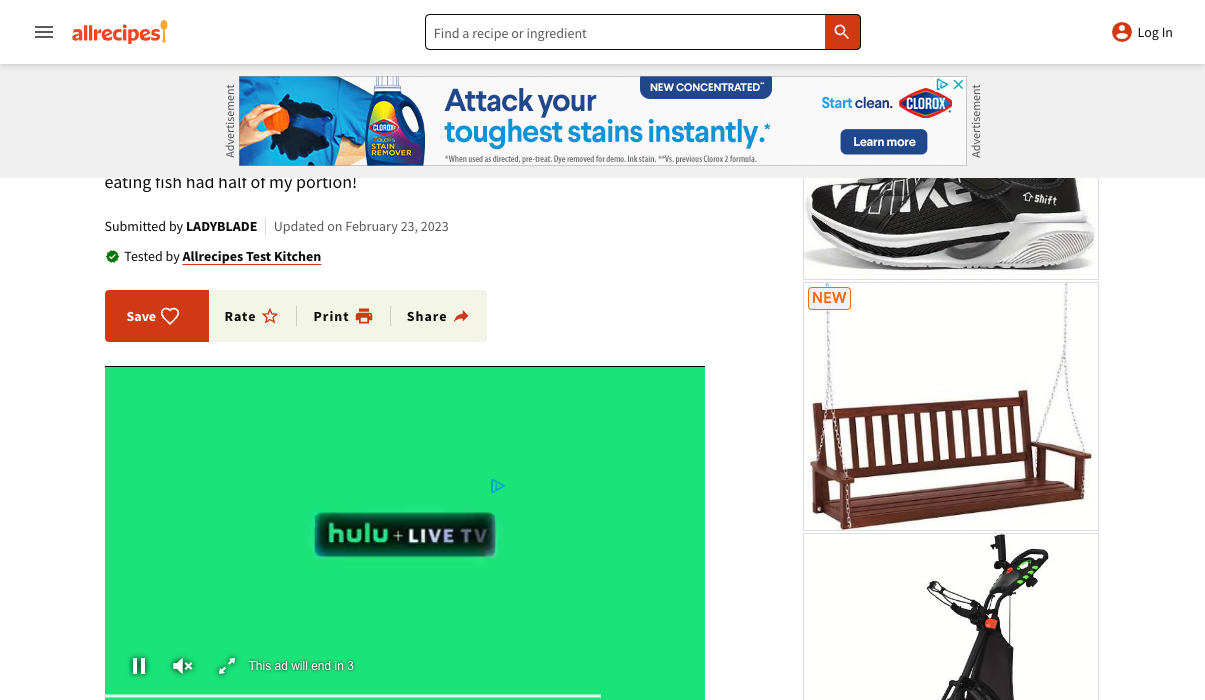 allrecipes
Find a recipe or ingredient
Log In
Advertisement
CLOROX
STAIN
REMOVER
Attack your
toughest stains instantly.*
*When used as directed, pre-treat. Dye removed for demo. Ink stain. **Vs. previous Clorox 2 formula.
NEW CONCENTRATED**
Start clean. CLOROX
Learn more
Advertisement
eating fish had half of my portion!
Submitted by LADYBLADE
Updated on February 23, 2023
Tested by Allrecipes Test Kitchen
Save
Rate
Print
Share
hulu + LIVE TV
This ad will end in 3
Shift
NEW